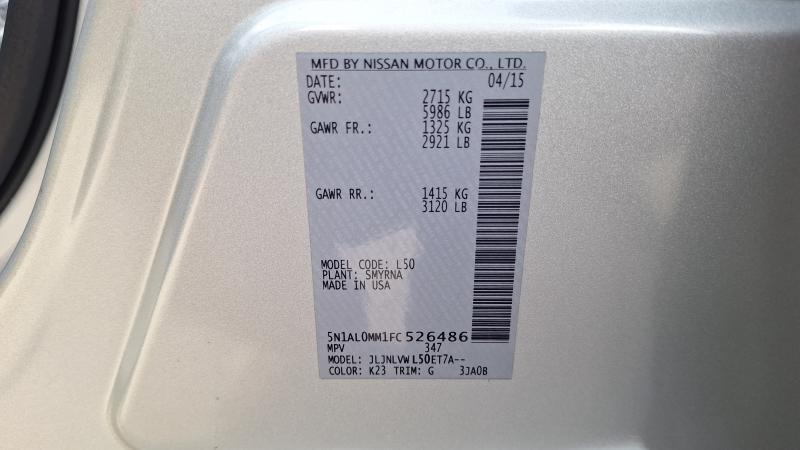 MFD BY NISSAN MOTOR CO., LTD.
DATE: 04/15
GVWR: 2715 KG
5986 LB
GAWR FR.: 1325 KG
2921 LB
GAWR RR.: 1415 KG
3120 LB
MODEL CODE: L50
PLANT: SMYRNA
MADE IN USA
5N1AL0MM1FC526486
MPV 347
MODEL: JLJNLVWL50ET7A--
COLOR: K23 TRIM: G 3JA0B